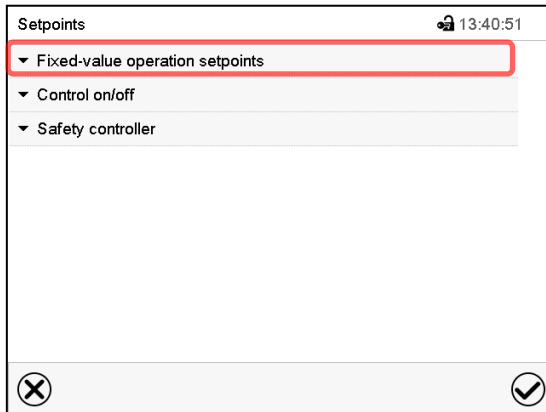 Setpoints 13:40:51
Fixed-value operation setpoints
Control on/off
Safety controller